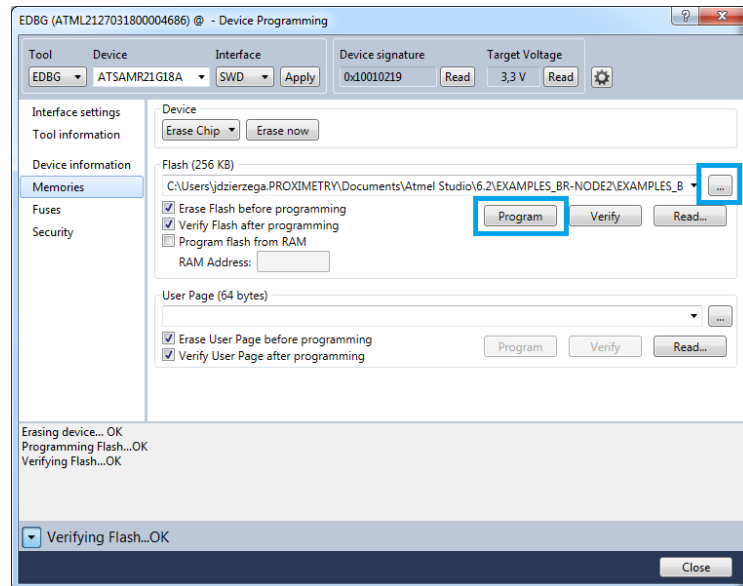 EDBG (ATML2127031800004686) @ - Device Programming
Tool Device Interface Device signature Target Voltage
EDBG ATSAMR21G18A SWD Apply 0x10010219 Read 3,3 V Read
Interface settings
Tool information
Device information
Memories
Fuses
Security
Device
Erase Chip Erase now
Flash (256 KB)
C:\Users\jdzierzega.PROXIMETRY\Documents\Atmel Studio\6.2\EXAMPLES_BR-NODE2\EXAMPLES_B ...
Erase Flash before programming
Verify Flash after programming
Program flash from RAM
RAM Address:
Program Verify Read...
User Page (64 bytes)
...
Erase User Page before programming
Verify User Page after programming
Program Verify Read...
Erasing device... OK
Programming Flash...OK
Verifying Flash...OK
Verifying Flash...OK
Close